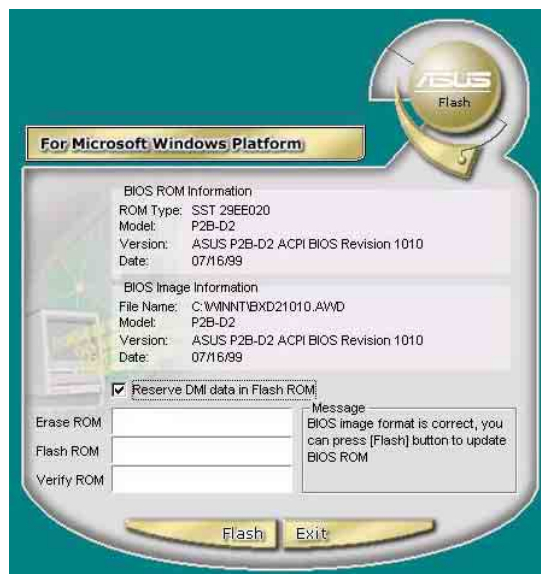 ASUS
Flash
For Microsoft Windows Platform
BIOS ROM Information
ROM Type: SST 29EE020
Model: P2B-D2
Version: ASUS P2B-D2 ACPI BIOS Revision 1010
Date: 07/16/99
BIOS Image Information
File Name: C:\WINNT\BXD21010.AWD
Model: P2B-D2
Version: ASUS P2B-D2 ACPI BIOS Revision 1010
Date: 07/16/99
Reserve DMI data in Flash ROM
Erase ROM
Flash ROM
Verify ROM
Message
BIOS image format is correct, you
can press [Flash] button to update
BIOS ROM
Flash
Exit